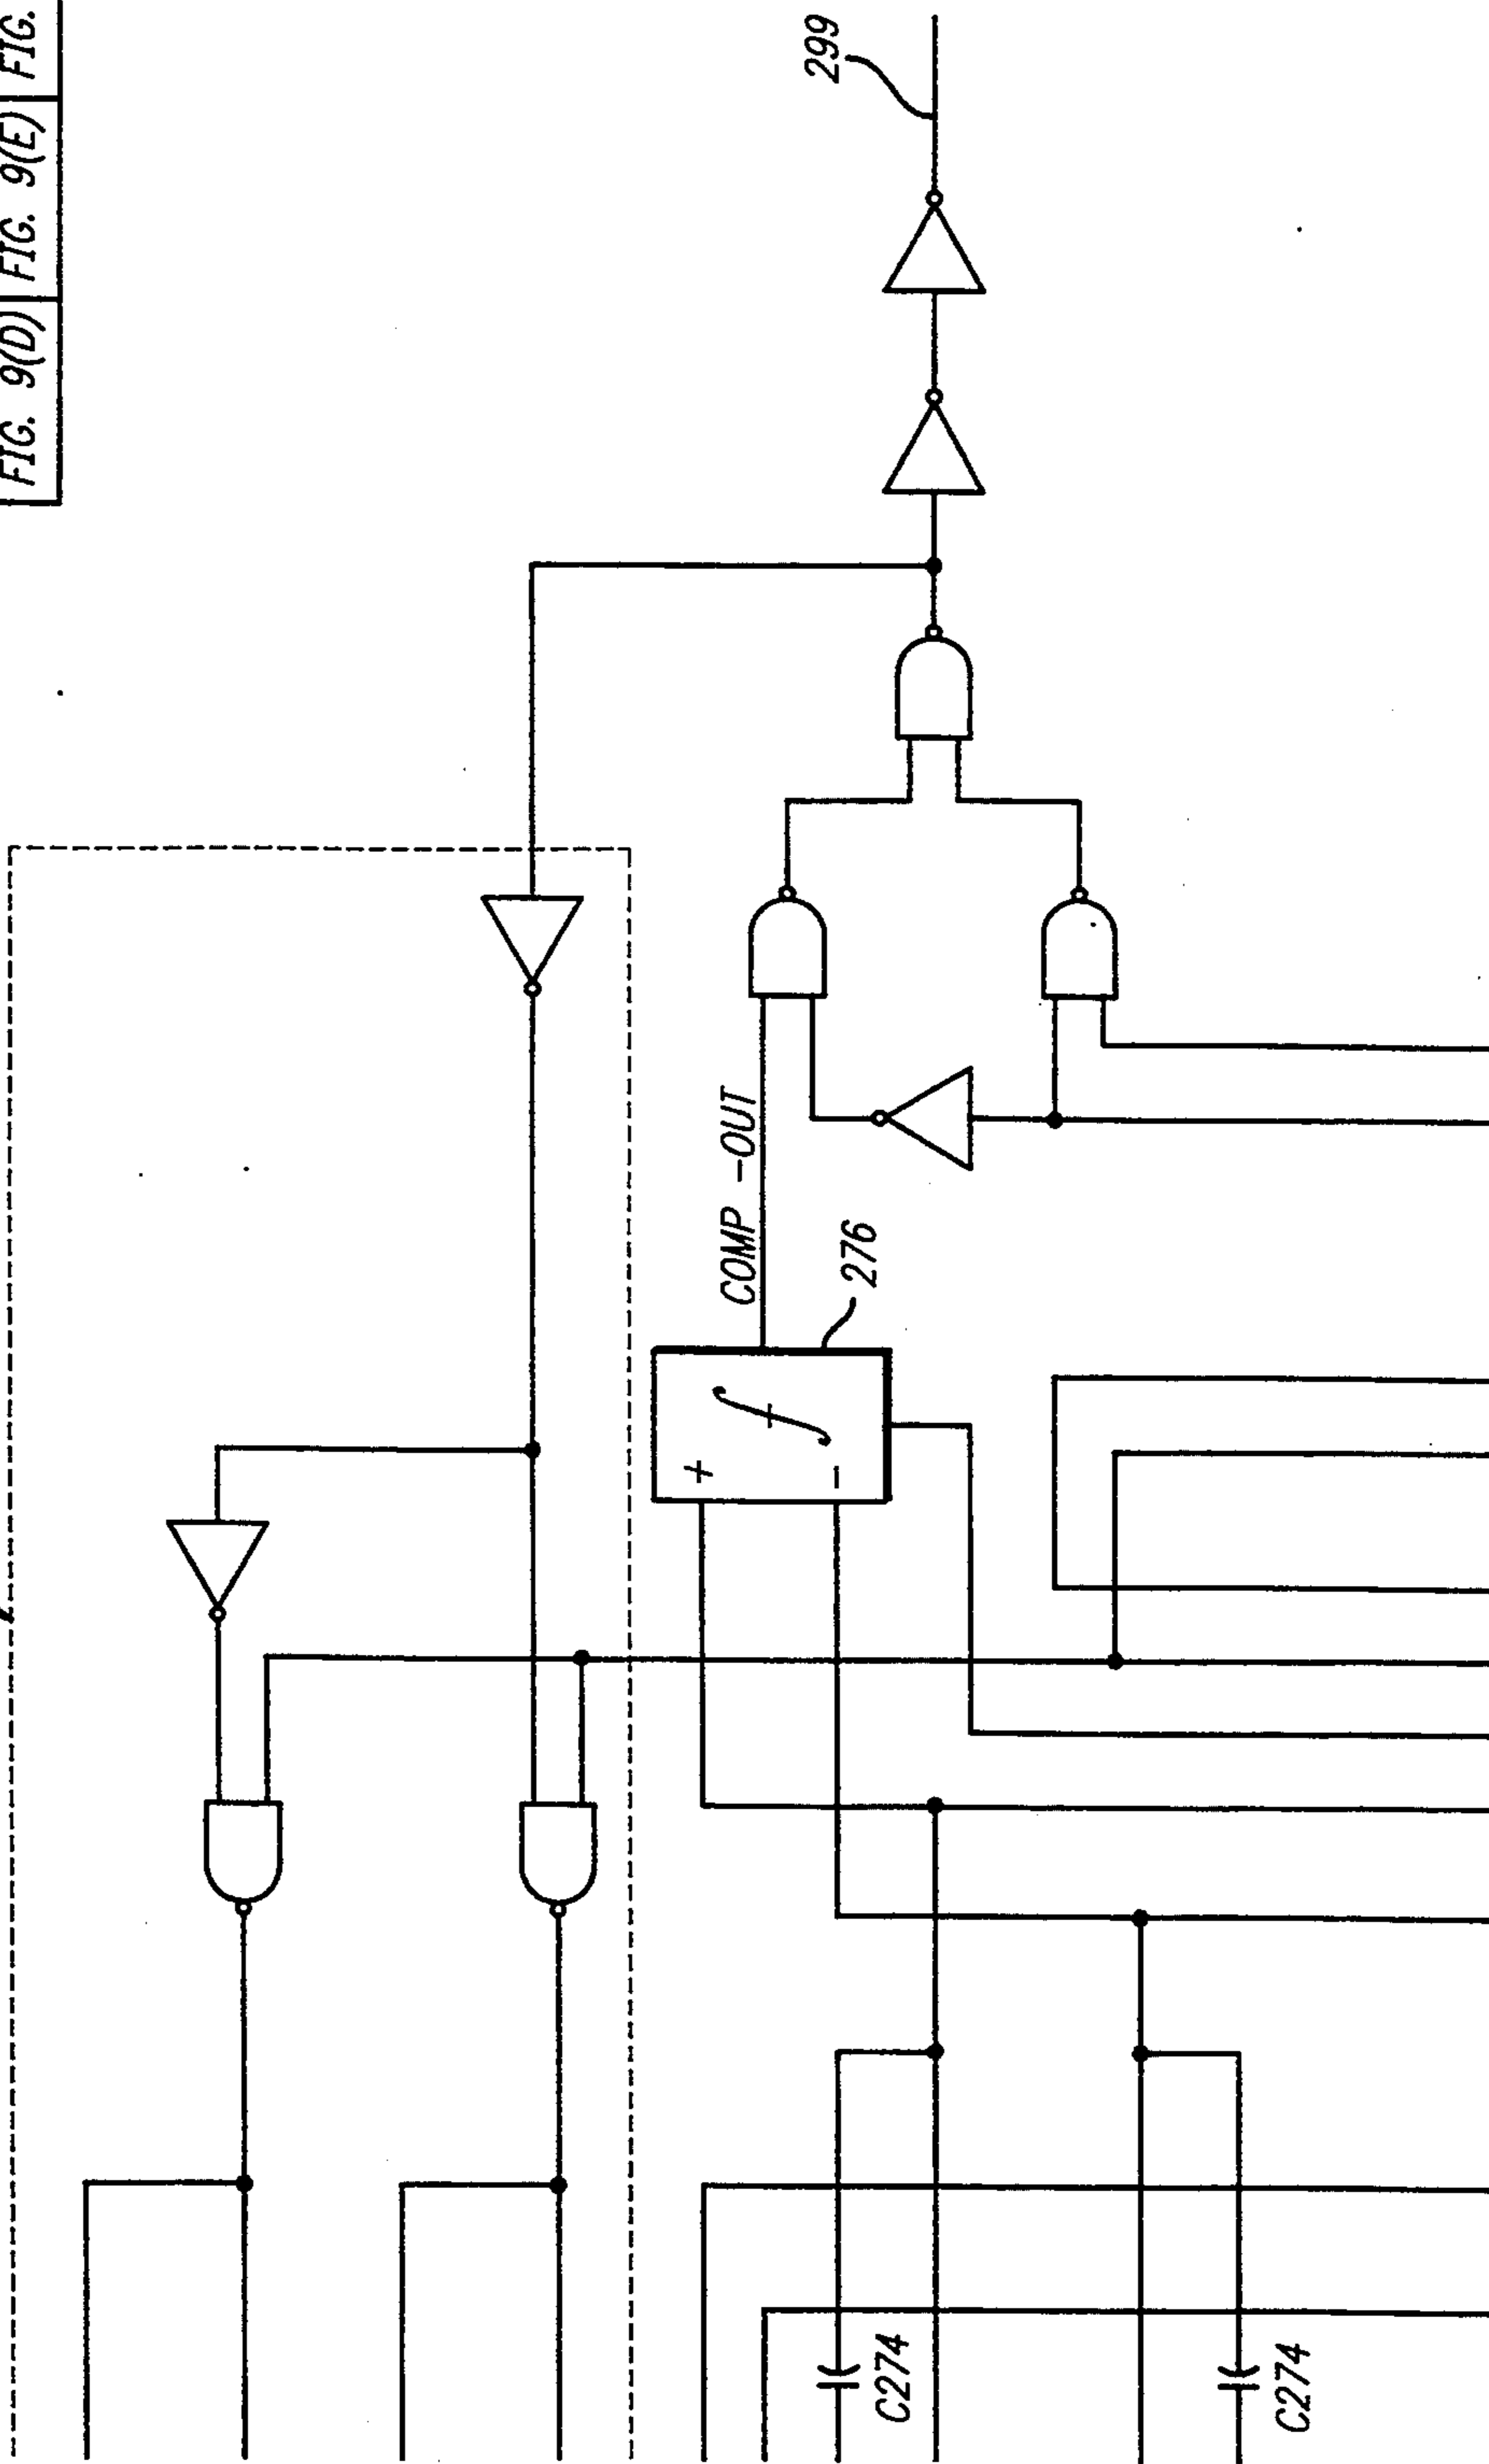 FIG. 9(D) FIG. 9(E) FIG.
299
COMP -OUT
276
+
-
C274
C274